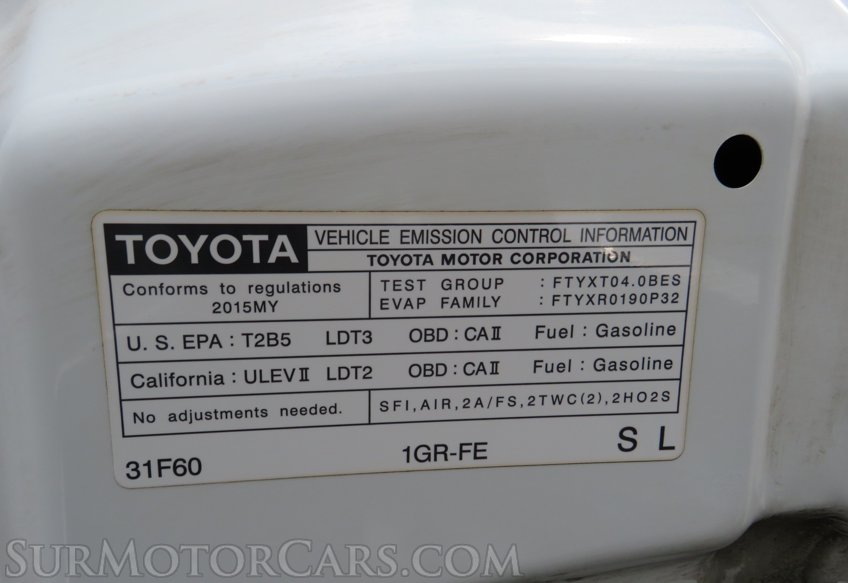 TOYOTA
VEHICLE EMISSION CONTROL INFORMATION
TOYOTA MOTOR CORPORATION
Conforms to regulations
2015MY
TEST GROUP : FTYXT04.0BES
EVAP FAMILY : FTYXR0190P32
U. S. EPA : T2B5 LDT3 OBD : CAⅡ Fuel : Gasoline
California : ULEVⅡ LDT2 OBD : CAⅡ Fuel : Gasoline
No adjustments needed.
SFI,AIR,2A/FS,2TWC(2),2HO2S
31F60 1GR-FE S L
SurMotorCars.com